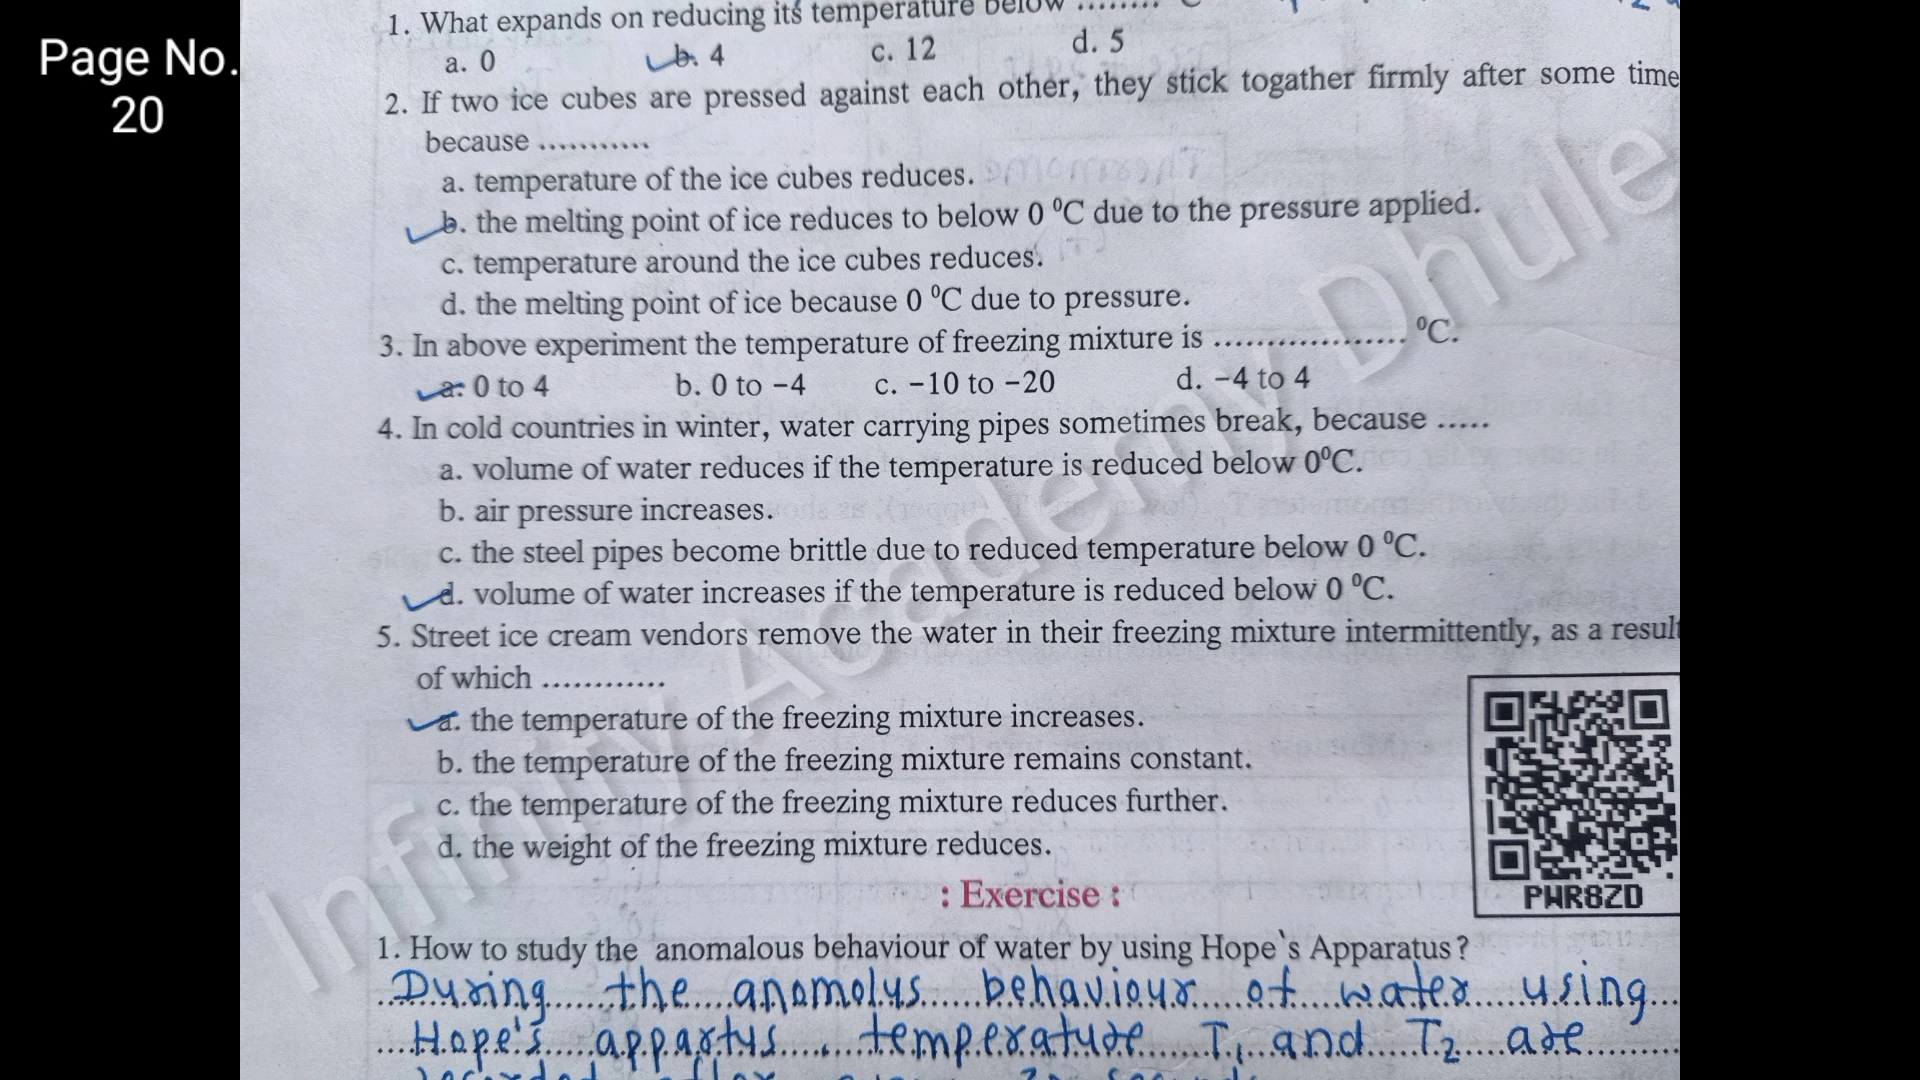 Page No.
20
1. What expands on reducing its temperature below ........ C
a. 0 b. 4 c. 12 d. 5
2. If two ice cubes are pressed against each other, they stick togather firmly after some time
because ...........
a. temperature of the ice cubes reduces.
b. the melting point of ice reduces to below 0 ⁰C due to the pressure applied.
c. temperature around the ice cubes reduces.
d. the melting point of ice because 0 ⁰C due to pressure.
3. In above experiment the temperature of freezing mixture is ................... ⁰C.
a. 0 to 4 b. 0 to −4 c. −10 to −20 d. −4 to 4
4. In cold countries in winter, water carrying pipes sometimes break, because .....
a. volume of water reduces if the temperature is reduced below 0⁰C.
b. air pressure increases.
c. the steel pipes become brittle due to reduced temperature below 0 ⁰C.
d. volume of water increases if the temperature is reduced below 0 ⁰C.
5. Street ice cream vendors remove the water in their freezing mixture intermittently, as a result
of which ............
a. the temperature of the freezing mixture increases.
b. the temperature of the freezing mixture remains constant.
c. the temperature of the freezing mixture reduces further.
d. the weight of the freezing mixture reduces.
PWR8ZD
: Exercise :
1. How to study the anomalous behaviour of water by using Hope`s Apparatus?
During the anomolys behaviour of water using
Hope's appartus, temperature T₁ and T₂ are
Infinity Academy Dhule